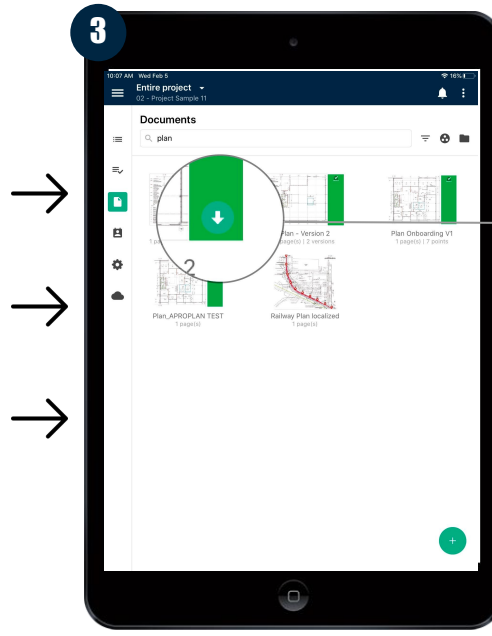 3
10:07 AM Wed Feb 5
16%
Entire project
02 - Project Sample 11
Documents
plan
Plan - Version 2
page(s) | 2 versions
Plan Onboarding V1
1 page(s) | 7 points
1 pa
2
Plan_APROPLAN TEST
1 page(s)
Railway Plan localized
1 page(s)